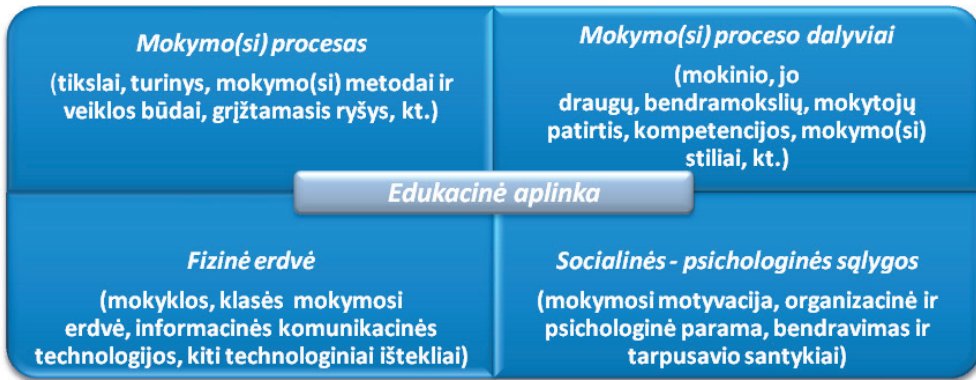 Mokymo(si) procesas
(tikslai, turinys, mokymo(si) metodai ir
veiklos būdai, grįžtamasis ryšys, kt.)
Mokymo(si) proceso dalyviai
(mokinio, jo
draugų, bendramokslių, mokytojų
patirtis, kompetencijos, mokymo(si)
stiliai, kt.)
Edukacinė aplinka
Fizinė erdvė
(mokyklos, klasės mokymosi
erdvė, informacinės komunikacinės
technologijos, kiti technologiniai ištekliai)
Socialinės - psichologinės sąlygos
(mokymosi motyvacija, organizacinė ir
psichologinė parama, bendravimas ir
tarpusavio santykiai)